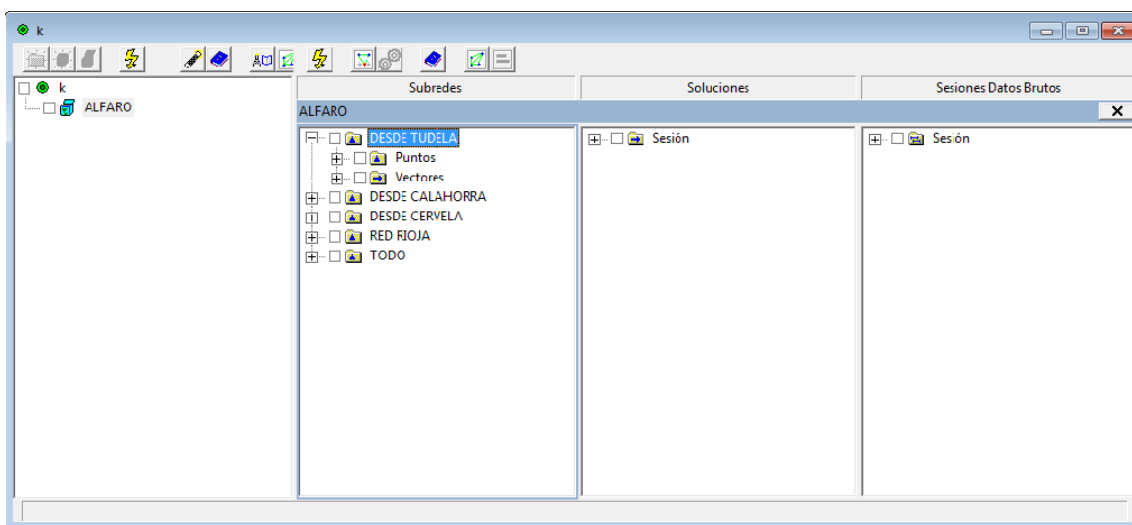 k
k
ALFARO
Subredes
Soluciones
Sesiones Datos Brutos
ALFARO
DESDE TUDELA
Puntos
Vectores
DESDE CALAHORRA
DESDE CERVELA
RED RIOJA
TODO
Sesión
Sesión